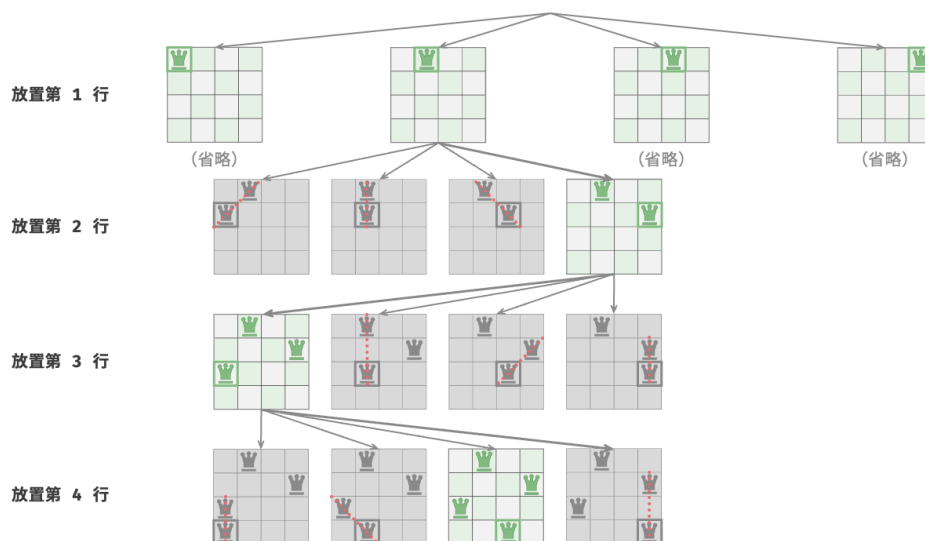 放置第 1 行
(省略)
(省略)
(省略)
放置第 2 行
放置第 3 行
放置第 4 行